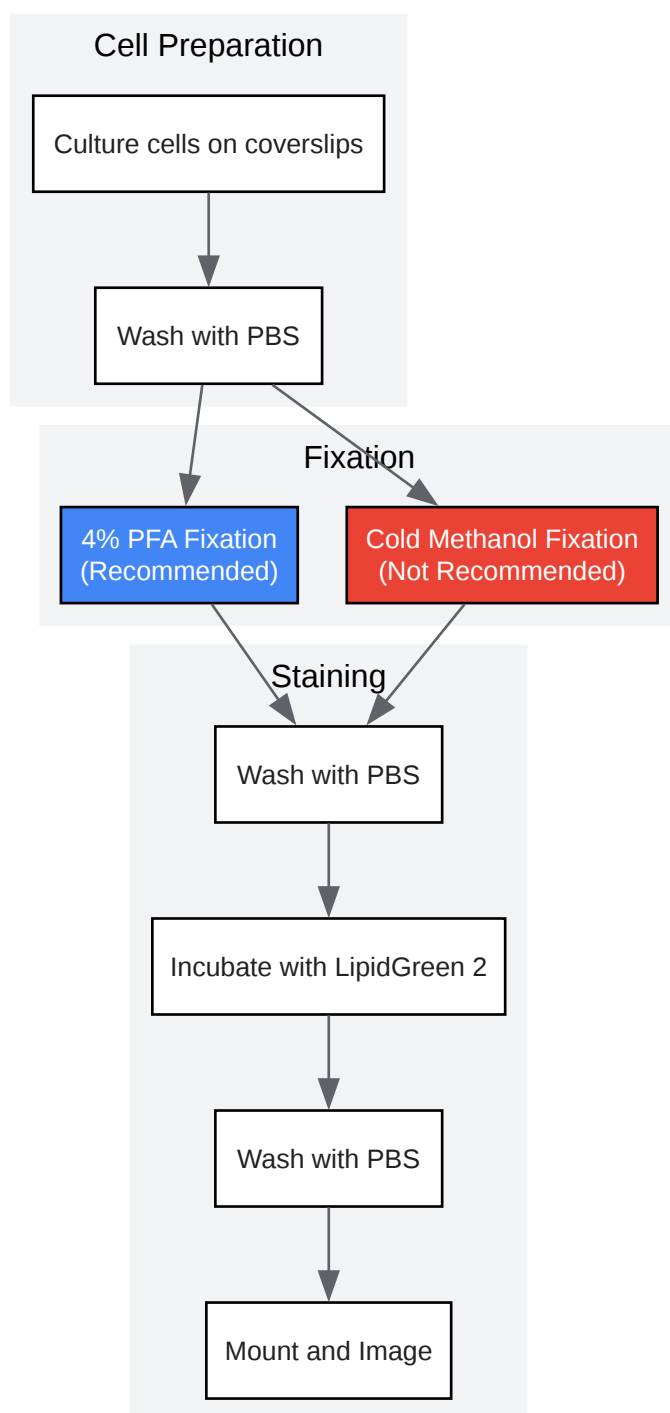 Cell Preparation
Culture cells on coverslips
Wash with PBS
Fixation
4% PFA Fixation
(Recommended)
Cold Methanol Fixation
(Not Recommended)
Staining
Wash with PBS
Incubate with LipidGreen 2
Wash with PBS
Mount and Image